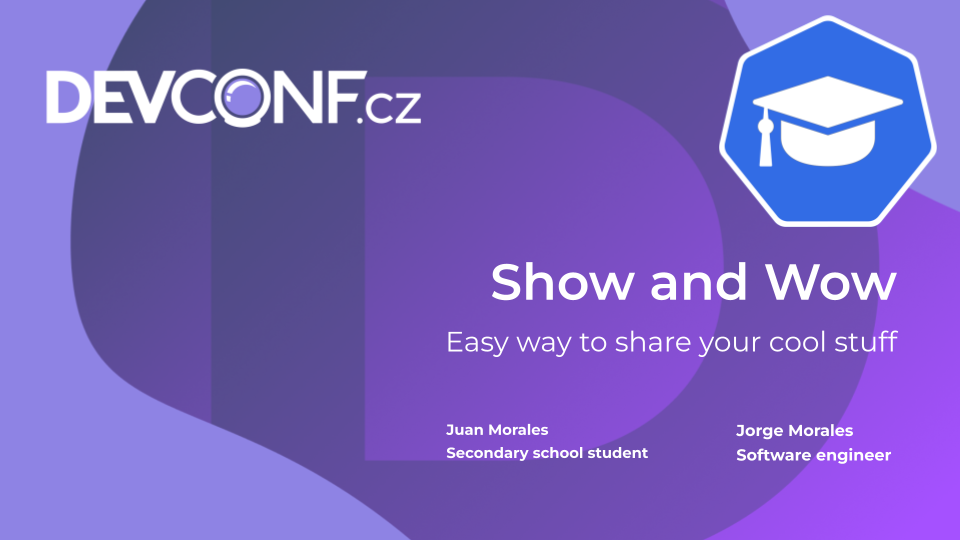 DEVCONF.cz
Show and Wow
Easy way to share your cool stuff
Juan Morales
Secondary school student
Jorge Morales
Software engineer